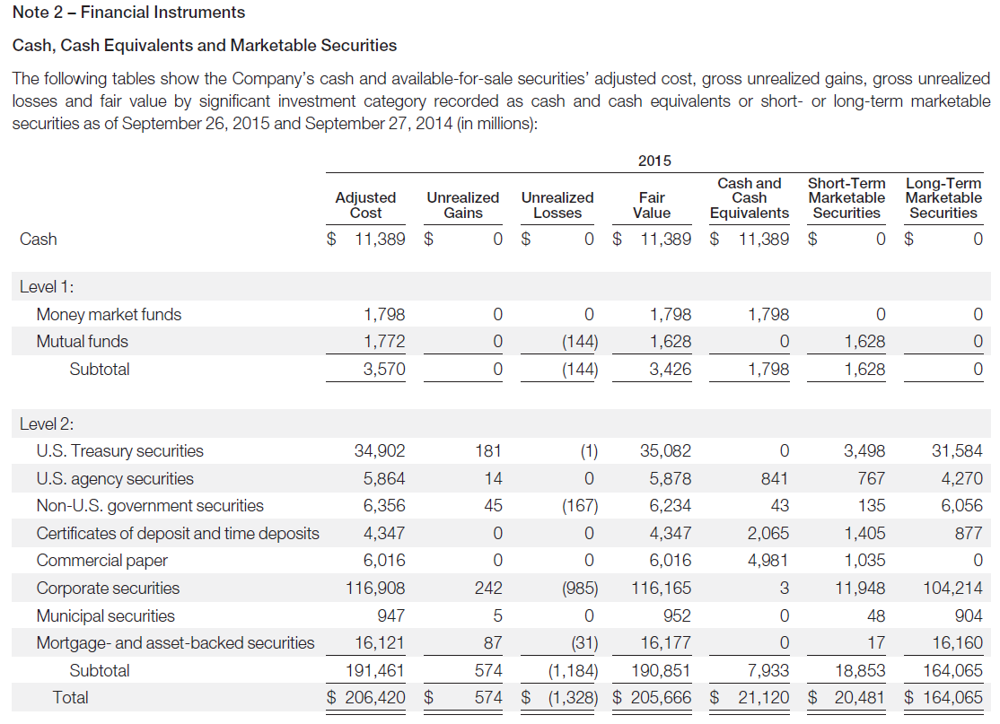 Note 2 – Financial Instruments
Cash, Cash Equivalents and Marketable Securities
The following tables show the Company's cash and available-for-sale securities' adjusted cost, gross unrealized gains, gross unrealized
losses and fair value by significant investment category recorded as cash and cash equivalents or short- or long-term marketable
securities as of September 26, 2015 and September 27, 2014 (in millions):
2015
Cash and Short-Term Long-Term
Adjusted Unrealized Unrealized Fair Cash Marketable Marketable
Cost Gains Losses Value Equivalents Securities Securities
Cash $ 11,389 $ 0 $ 0 $ 11,389 $ 11,389 $ 0 $ 0
Level 1:
Money market funds 1,798 0 0 1,798 1,798 0 0
Mutual funds 1,772 0 (144) 1,628 0 1,628 0
Subtotal 3,570 0 (144) 3,426 1,798 1,628 0
Level 2:
U.S. Treasury securities 34,902 181 (1) 35,082 0 3,498 31,584
U.S. agency securities 5,864 14 0 5,878 841 767 4,270
Non-U.S. government securities 6,356 45 (167) 6,234 43 135 6,056
Certificates of deposit and time deposits 4,347 0 0 4,347 2,065 1,405 877
Commercial paper 6,016 0 0 6,016 4,981 1,035 0
Corporate securities 116,908 242 (985) 116,165 3 11,948 104,214
Municipal securities 947 5 0 952 0 48 904
Mortgage- and asset-backed securities 16,121 87 (31) 16,177 0 17 16,160
Subtotal 191,461 574 (1,184) 190,851 7,933 18,853 164,065
Total $ 206,420 $ 574 $ (1,328) $ 205,666 $ 21,120 $ 20,481 $ 164,065